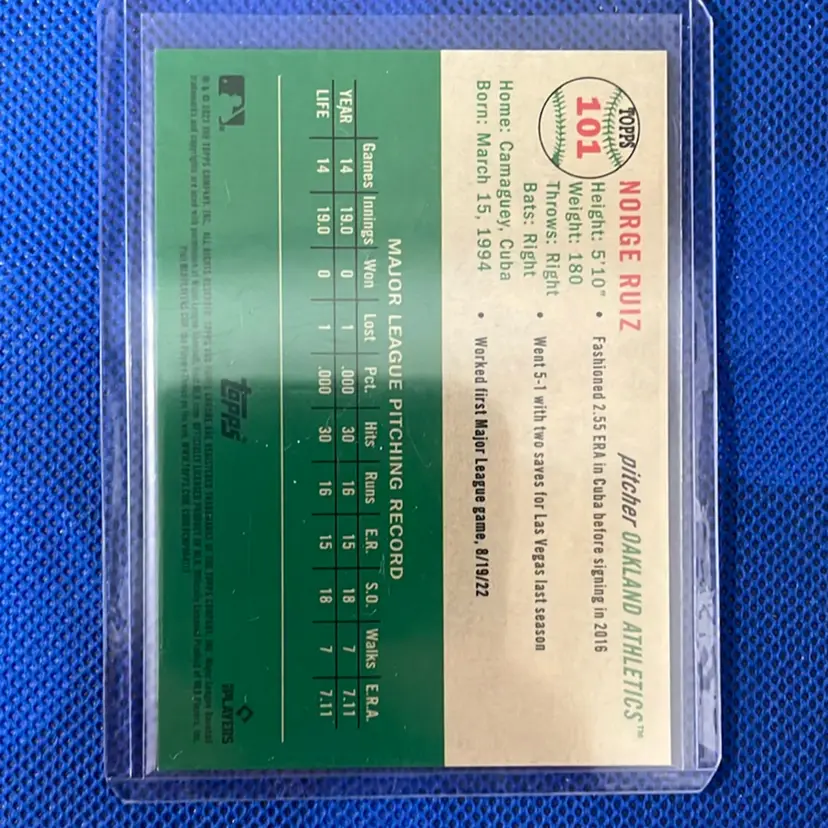 TOPPS
101
NORGE RUIZ
pitcher OAKLAND ATHLETICS™
Height: 5'10"
Weight: 180
Throws: Right
Bats: Right
Home: Camaguey, Cuba
Born: March 15, 1994
• Fashioned 2.55 ERA in Cuba before signing in 2016
• Went 5-1 with two saves for Las Vegas last season
• Worked first Major League game, 8/19/22
MAJOR LEAGUE PITCHING RECORD
Games Innings Won Lost Pct. Hits Runs E.R. S.O. Walks E.R.A.
YEAR 14 19.0 0 1 .000 30 16 15 18 7 7.11
LIFE 14 19.0 0 1 .000 30 16 15 18 7 7.11
topps
PLAYERS